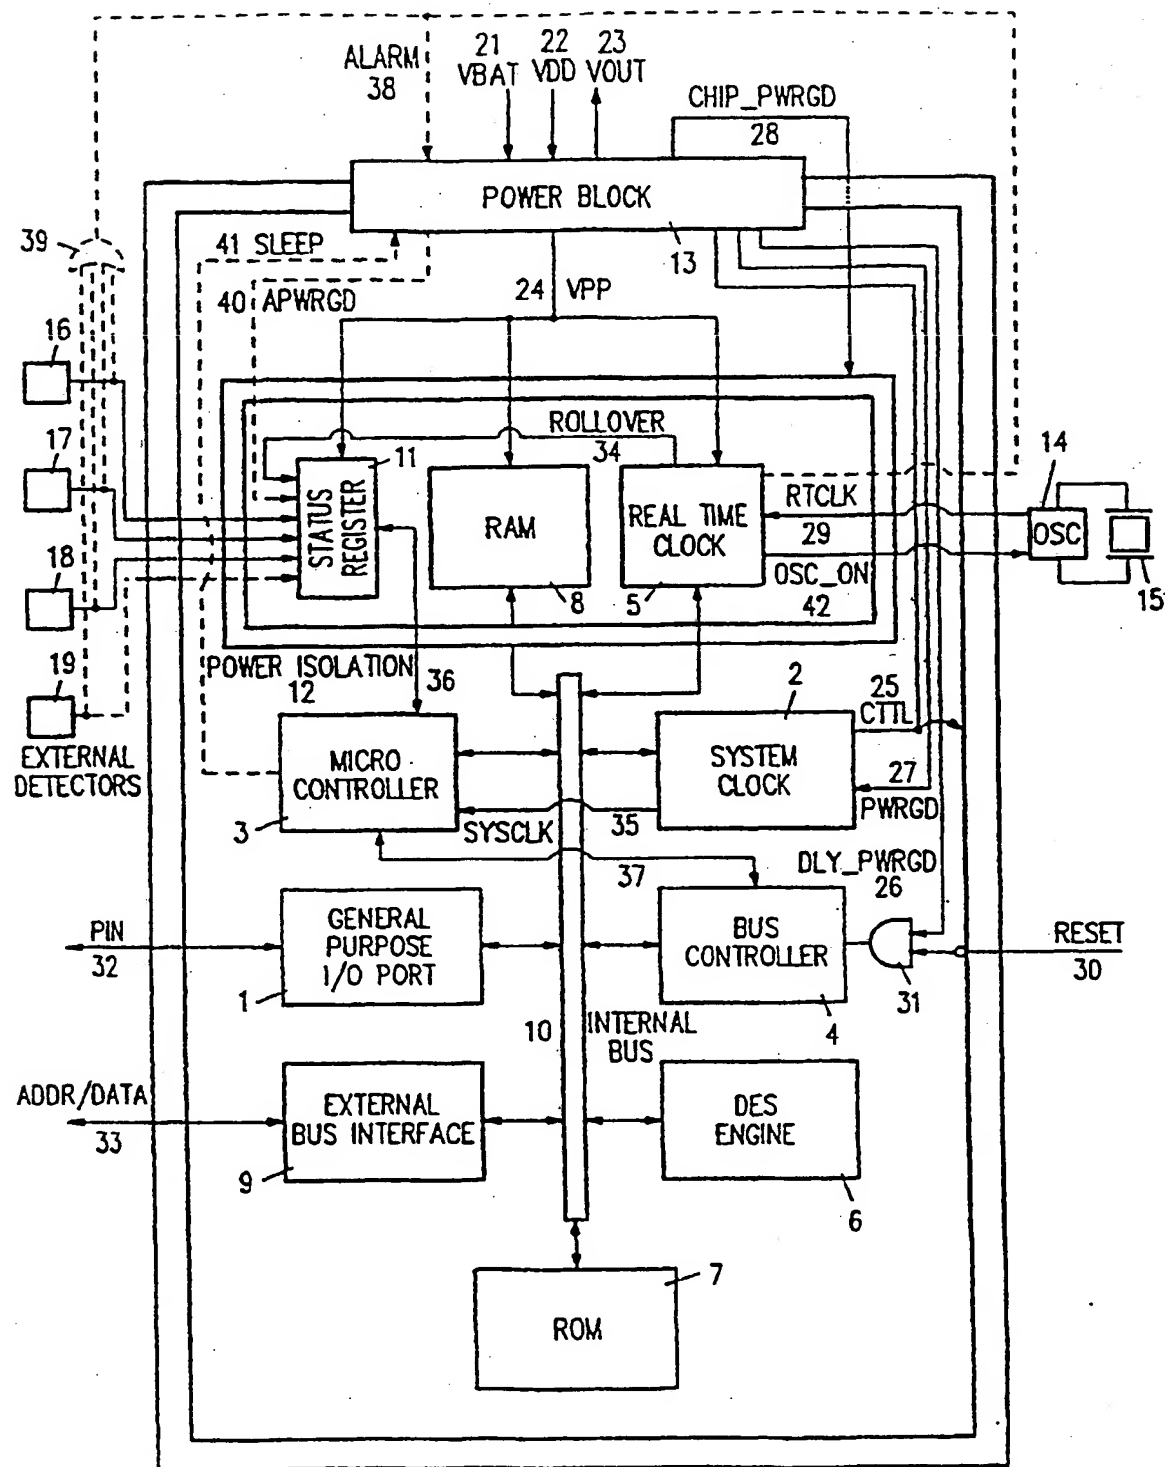 ALARM
38
21
VBAT
22
VDD
23
VOUT
CHIP_PWRGD
28
POWER BLOCK
13
39
41 SLEEP
40 APWRGD
24 VPP
16
17
18
19
EXTERNAL
DETECTORS
ROLLOVER
34
11
STATUS
REGISTER
RAM
8
REAL TIME
CLOCK
5
RTCLK
29
OSC_ON
42
14
OSC
15
POWER ISOLATION
12
36
2
25
CTTL
MICRO
CONTROLLER
3
SYSTEM
CLOCK
27
PWRGD
SYSCLK
35
37
DLY_PWRGD
26
PIN
32
GENERAL
PURPOSE
I/O PORT
1
BUS
CONTROLLER
4
31
RESET
30
10
INTERNAL
BUS
ADDR/DATA
33
EXTERNAL
BUS INTERFACE
9
DES
ENGINE
6
7
ROM